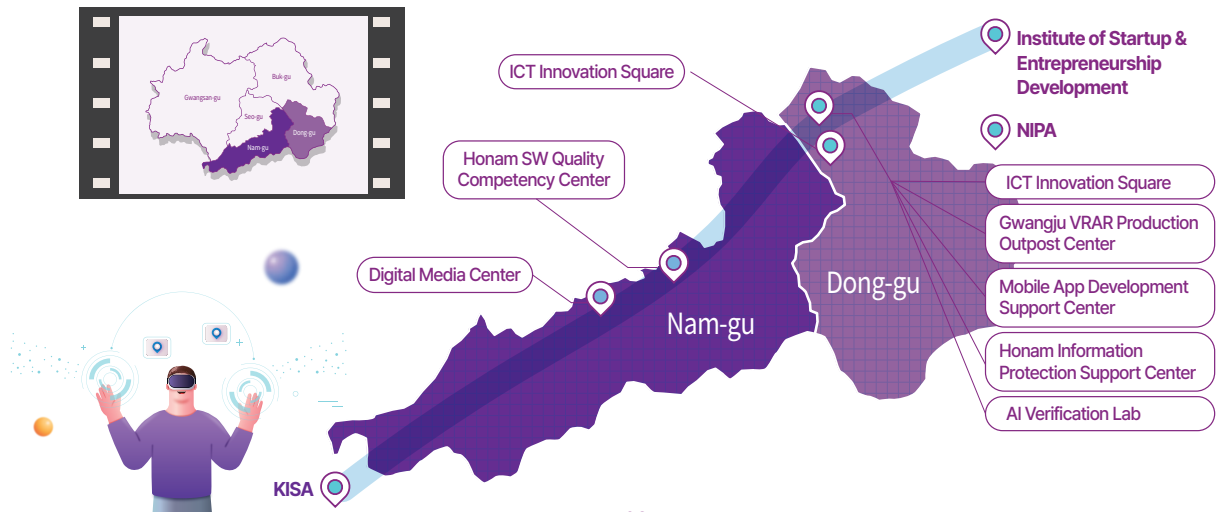 Buk-gu
Gwangsan-gu
Seo-gu
Dong-gu
Nam-gu
ICT Innovation Square
Honam SW Quality
Competency Center
Digital Media Center
Nam-gu
Dong-gu
KISA
Institute of Startup &
Entrepreneurship
Development
NIPA
ICT Innovation Square
Gwangju VRAR Production
Outpost Center
Mobile App Development
Support Center
Honam Information
Protection Support Center
AI Verification Lab